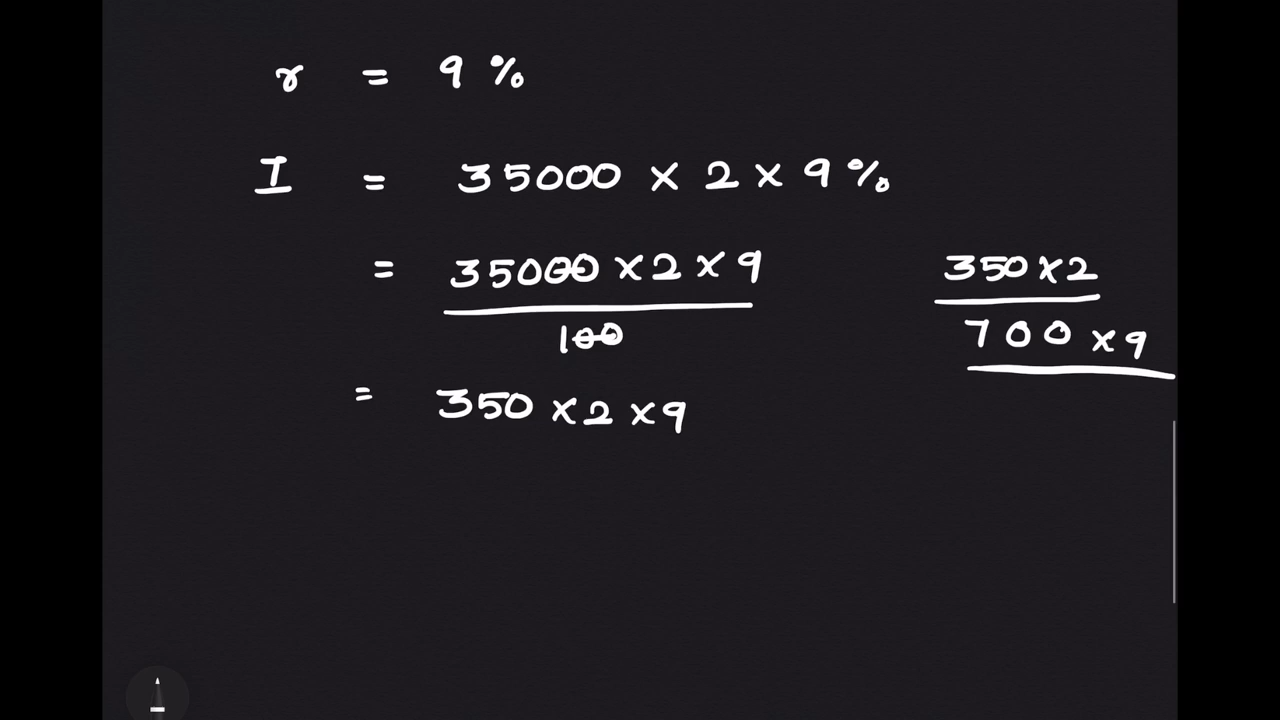 r = 9 %
I = 35000 × 2 × 9 %
= 35000 × 2 × 9
100
= 350 × 2 × 9
350 × 2
700 × 9